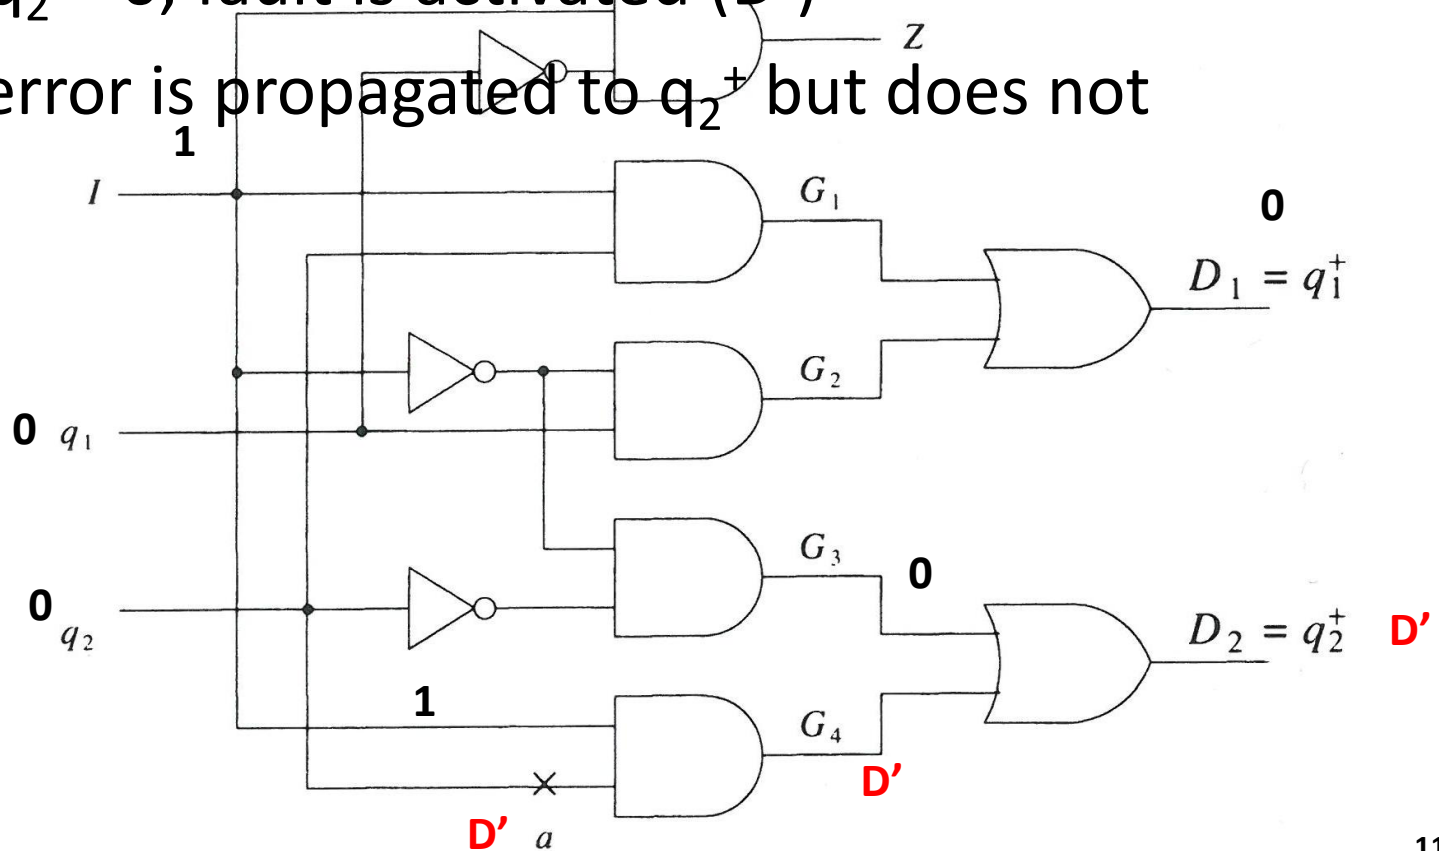 Z
error is propagated to q₂⁺ but does not
1
I
G₁
0
D₁ = q₁⁺
G₂
0 q₁
G₃
0
0
q₂
D₂ = q₂⁺ D’
1
G₄
D’
D’ a
11